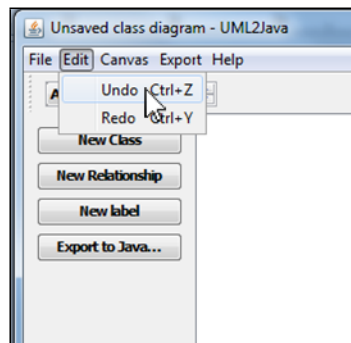 Unsaved class diagram - UML2Java
File Edit Canvas Export Help
A
Undo Ctrl+Z
Redo Ctrl+Y
New Class
New Relationship
New label
Export to Java...